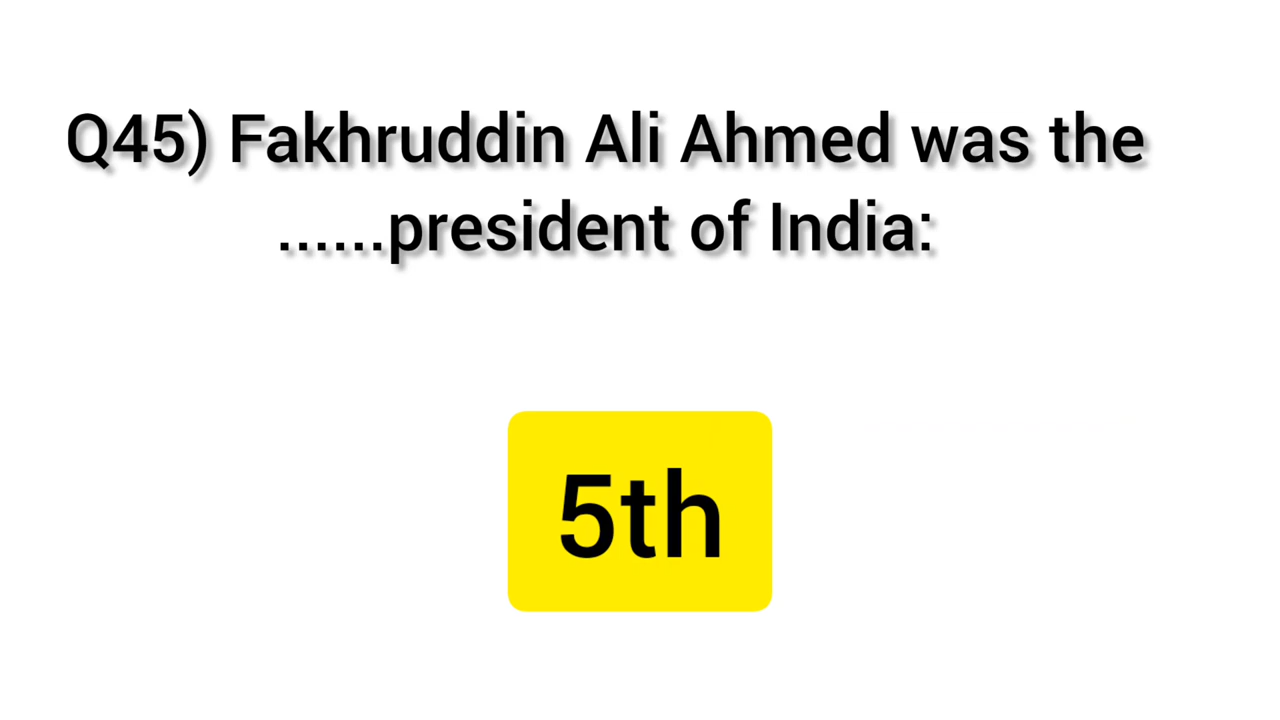 Q45) Fakhruddin Ali Ahmed was the
......president of India:
5th